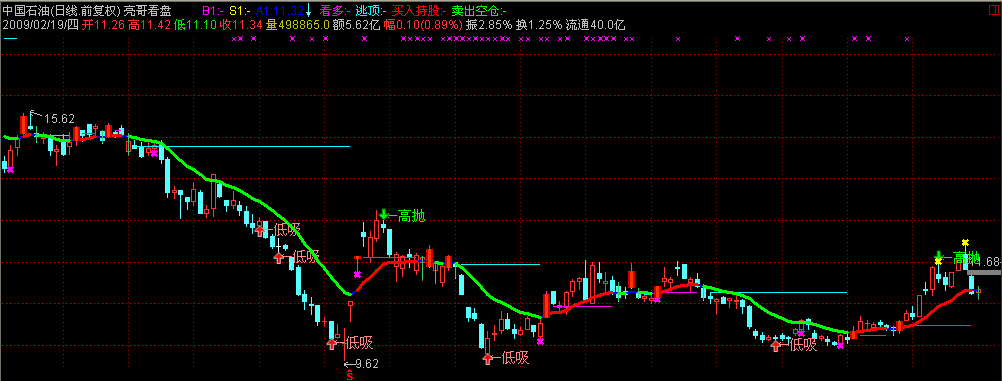 中国石油(日线.前复权) 亮哥看盘 B1:- S1:- A1:11.32 看多:- 逃顶:- 买入持股:- 卖出空仓:-
2009/02/19/四 开11.26 高11.42 低11.10 收11.34 量498865.0 额5.62亿 幅0.10(0.89%) 振2.85% 换1.25% 流通40.0亿
15.62
高抛
低吸
低吸
高抛
1.68
低吸
低吸
低吸
9.62
S